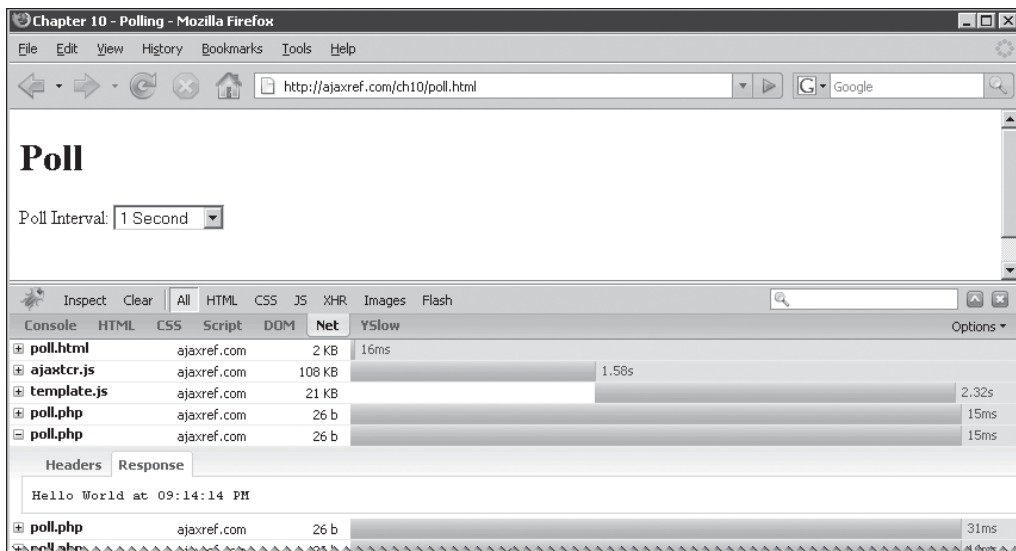 Chapter 10 - Polling - Mozilla Firefox
File Edit View History Bookmarks Tools Help
http://ajaxref.com/ch10/poll.html
G Google
Poll
Poll Interval: 1 Second
Inspect Clear All HTML CSS JS XHR Images Flash
Console HTML CSS Script DOM Net YSlow Options
poll.html ajaxref.com 2 KB 16ms
ajaxtcr.js ajaxref.com 108 KB 1.58s
template.js ajaxref.com 21 KB 2.32s
poll.php ajaxref.com 26 b 15ms
poll.php ajaxref.com 26 b 15ms
Headers Response
Hello World at 09:14:14 PM
poll.php ajaxref.com 26 b 31ms